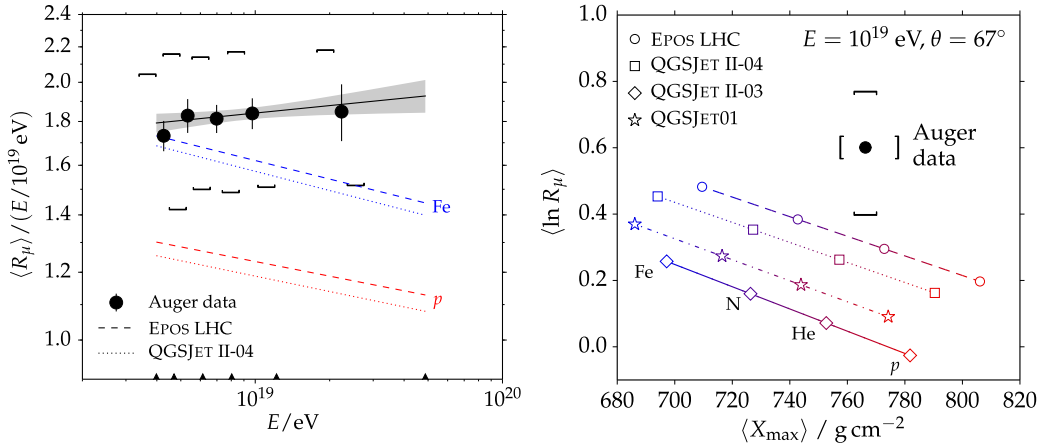 2.4
2.2
2.0
1.8
1.6
1.4
1.2
1.0
⟨R_μ⟩ / (E/10^19 eV)
Fe
p
Auger data
EPOS LHC
QGSJET II-04
10^19
10^20
E/eV
0.8
0.6
0.4
0.2
0.0
⟨ln R_μ⟩
EPOS LHC
QGSJET II-04
QGSJET II-03
QGSJET01
E = 10^19 eV, θ = 67°
Auger
data
Fe
N
He
p
680 700 720 740 760 780 800 820
⟨X_max⟩ / g cm^−2